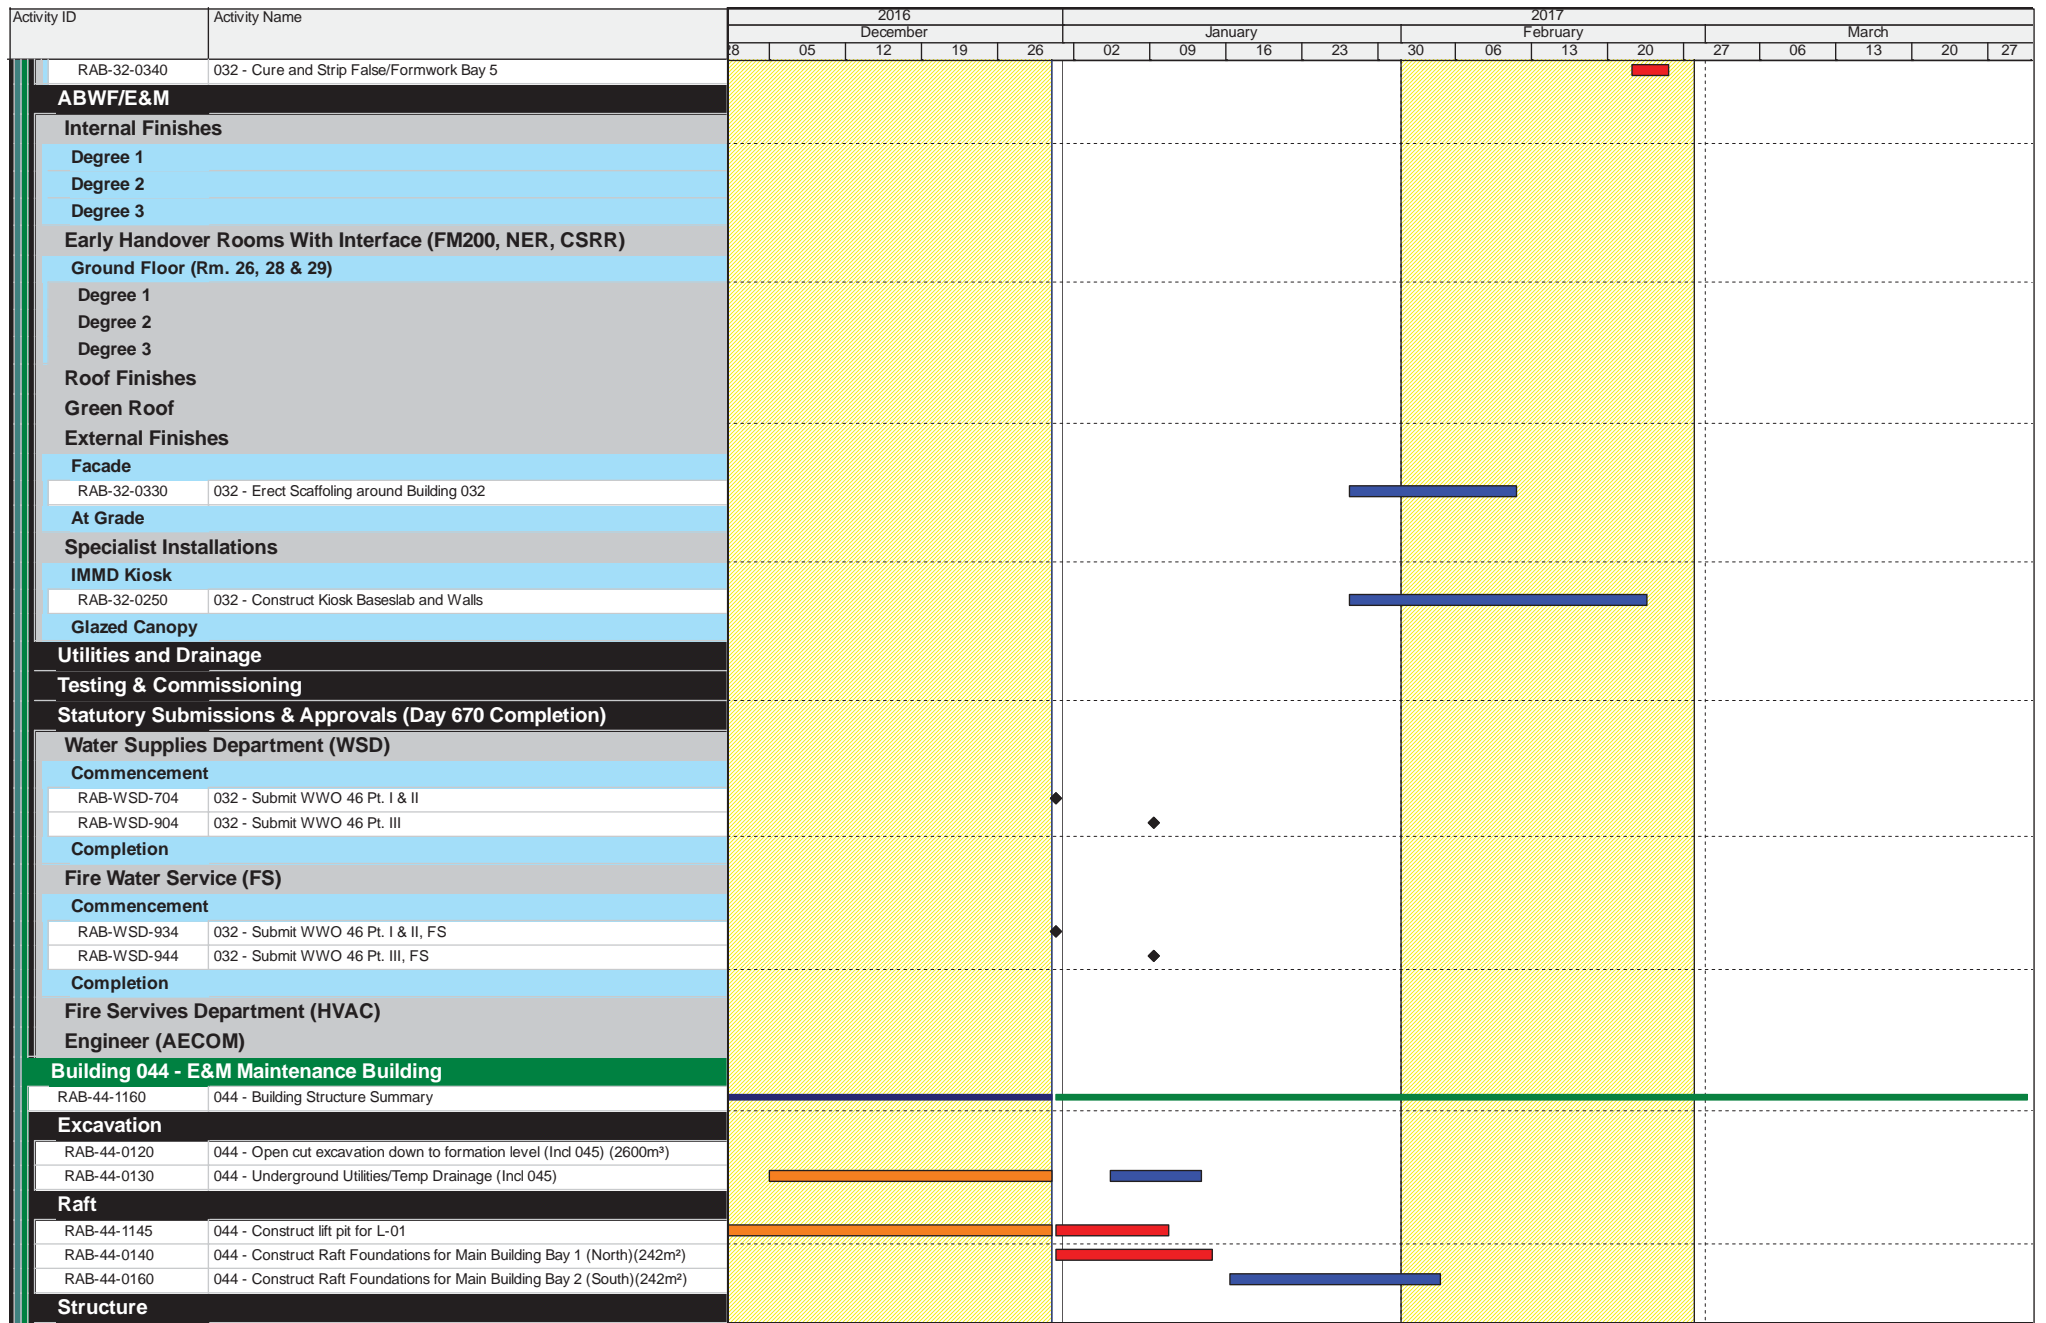 Activity ID Activity Name 2016 2017
December January February March
28 05 12 19 26 02 09 16 23 30 06 13 20 27 06 13 20 27
RAB-32-0340 032 - Cure and Strip False/Formwork Bay 5
ABWF/E&M
Internal Finishes
Degree 1
Degree 2
Degree 3
Early Handover Rooms With Interface (FM200, NER, CSRR)
Ground Floor (Rm. 26, 28 & 29)
Degree 1
Degree 2
Degree 3
Roof Finishes
Green Roof
External Finishes
Facade
RAB-32-0330 032 - Erect Scaffoling around Building 032
At Grade
Specialist Installations
IMMD Kiosk
RAB-32-0250 032 - Construct Kiosk Baseslab and Walls
Glazed Canopy
Utilities and Drainage
Testing & Commissioning
Statutory Submissions & Approvals (Day 670 Completion)
Water Supplies Department (WSD)
Commencement
RAB-WSD-704 032 - Submit WWO 46 Pt. I & II
RAB-WSD-904 032 - Submit WWO 46 Pt. III
Completion
Fire Water Service (FS)
Commencement
RAB-WSD-934 032 - Submit WWO 46 Pt. I & II, FS
RAB-WSD-944 032 - Submit WWO 46 Pt. III, FS
Completion
Fire Servives Department (HVAC)
Engineer (AECOM)
Building 044 - E&M Maintenance Building
RAB-44-1160 044 - Building Structure Summary
Excavation
RAB-44-0120 044 - Open cut excavation down to formation level (Incl 045) (2600m³)
RAB-44-0130 044 - Underground Utilities/Temp Drainage (Incl 045)
Raft
RAB-44-1145 044 - Construct lift pit for L-01
RAB-44-0140 044 - Construct Raft Foundations for Main Building Bay 1 (North)(242m²)
RAB-44-0160 044 - Construct Raft Foundations for Main Building Bay 2 (South)(242m²)
Structure